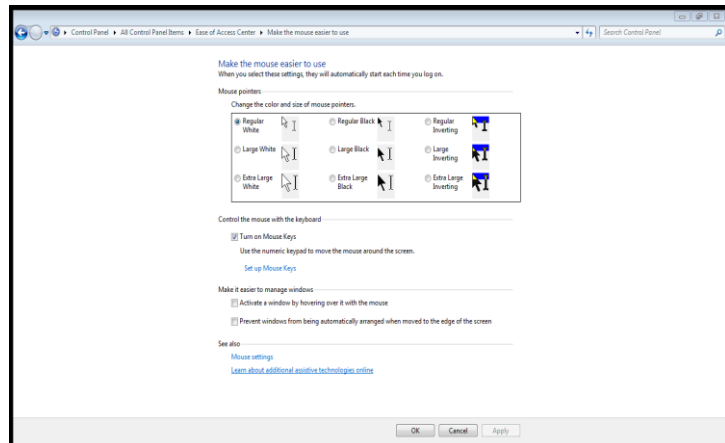 Control Panel ▸ All Control Panel Items ▸ Ease of Access Center ▸ Make the mouse easier to use
Search Control Panel
Make the mouse easier to use
When you select these settings, they will automatically start each time you log on.
Mouse pointers
Change the color and size of mouse pointers.
Regular White
Regular Black
Regular Inverting
Large White
Large Black
Large Inverting
Extra Large White
Extra Large Black
Extra Large Inverting
Control the mouse with the keyboard
Turn on Mouse Keys
Use the numeric keypad to move the mouse around the screen.
Set up Mouse Keys
Make it easier to manage windows
Activate a window by hovering over it with the mouse
Prevent windows from being automatically arranged when moved to the edge of the screen
See also
Mouse settings
Learn about additional assistive technologies online
OK Cancel Apply